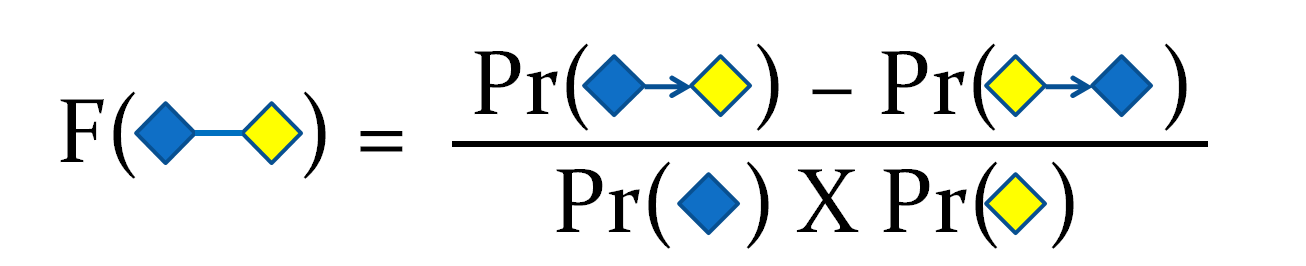 F( ) = Pr( ) – Pr( )
Pr( ) X Pr( )